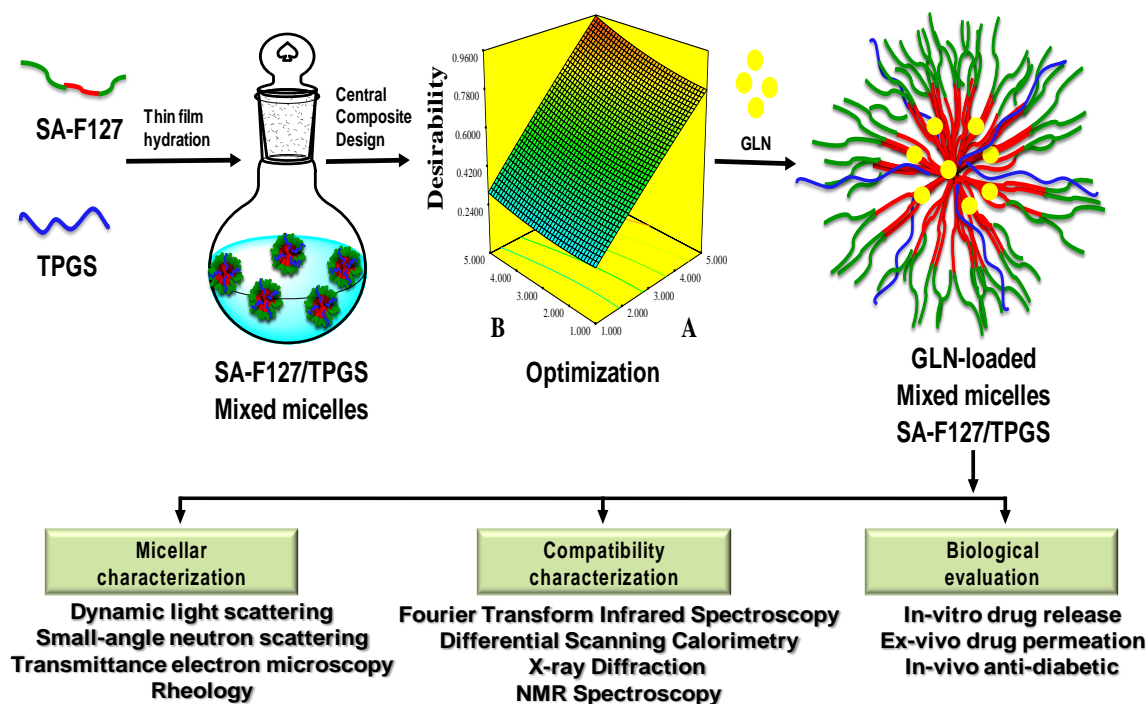 SA-F127
TPGS
Thin film
hydration
SA-F127/TPGS
Mixed micelles
Central
Composite
Design
Desirability
0.9600
0.7800
0.6000
0.4200
0.2400
5.000
4.000
3.000
2.000
1.000
B
5.000
4.000
3.000
2.000
1.000
A
Optimization
GLN
GLN-loaded
Mixed micelles
SA-F127/TPGS
Micellar
characterization
Dynamic light scattering
Small-angle neutron scattering
Transmittance electron microscopy
Rheology
Compatibility
characterization
Fourier Transform Infrared Spectroscopy
Differential Scanning Calorimetry
X-ray Diffraction
NMR Spectroscopy
Biological
evaluation
In-vitro drug release
Ex-vivo drug permeation
In-vivo anti-diabetic